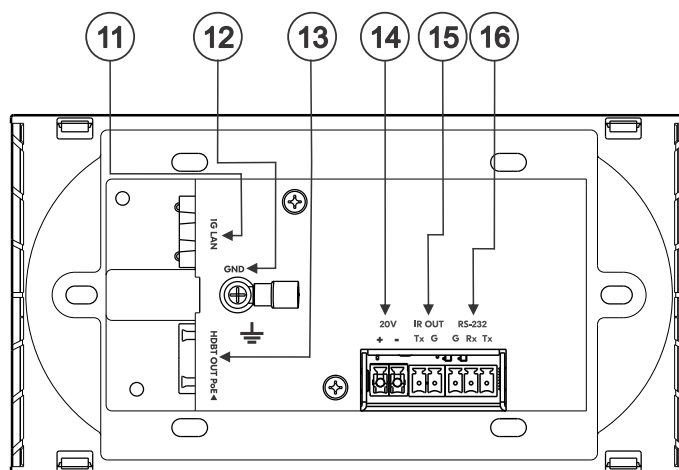 11 12 13 14 15 16
IG LAN
GND
HDBT OUT PoE◄
20V IR OUT RS-232
+ - Tx G G Rx Tx